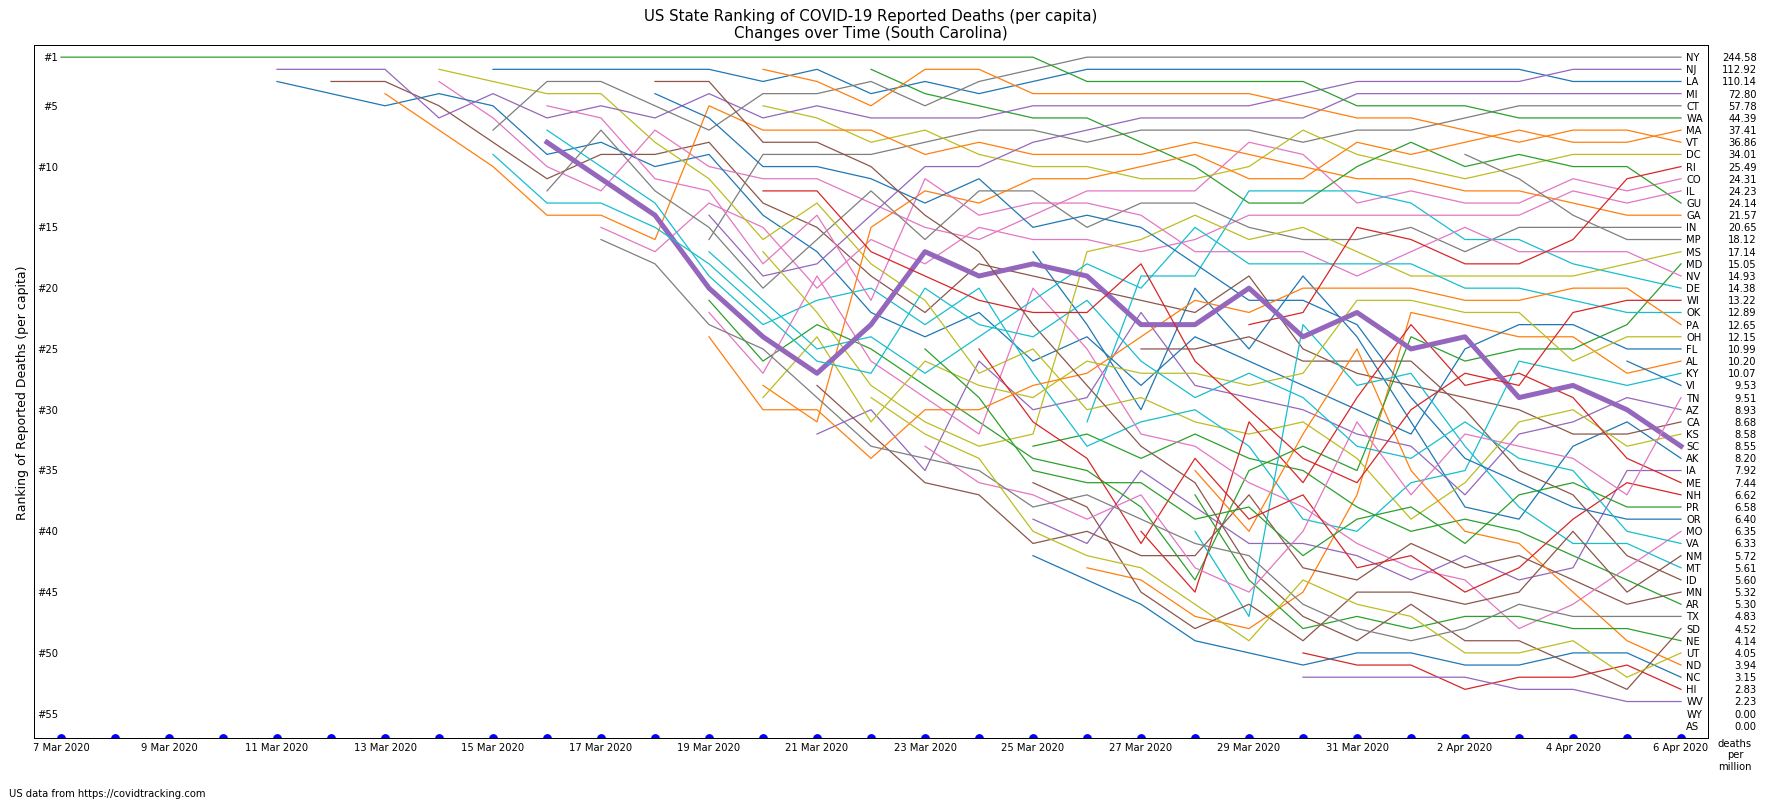 US State Ranking of COVID-19 Reported Deaths (per capita)
Changes over Time (South Carolina)
Ranking of Reported Deaths (per capita)
#1
#5
#10
#15
#20
#25
#30
#35
#40
#45
#50
#55
NY 244.58
NJ 112.92
LA 110.14
MI 72.80
CT 57.78
WA 44.39
MA 37.41
VT 36.86
DC 34.01
RI 25.49
CO 24.31
IL 24.23
GU 24.14
GA 21.57
IN 20.65
MP 18.12
MS 17.14
MD 15.05
NV 14.93
DE 14.38
WI 13.22
OK 12.89
PA 12.65
OH 12.15
FL 10.99
AL 10.20
KY 10.07
VI 9.53
TN 9.51
AZ 8.93
CA 8.68
KS 8.58
SC 8.55
AK 8.20
IA 7.92
ME 7.44
NH 6.62
PR 6.58
OR 6.40
MO 6.35
VA 6.33
NM 5.72
MT 5.61
ID 5.60
MN 5.32
AR 5.30
TX 4.83
SD 4.52
NE 4.14
UT 4.05
ND 3.94
NC 3.15
HI 2.83
WV 2.23
WY 0.00
AS 0.00
7 Mar 2020 9 Mar 2020 11 Mar 2020 13 Mar 2020 15 Mar 2020 17 Mar 2020 19 Mar 2020 21 Mar 2020 23 Mar 2020 25 Mar 2020 27 Mar 2020 29 Mar 2020 31 Mar 2020 2 Apr 2020 4 Apr 2020 6 Apr 2020
deaths
per
million
US data from https://covidtracking.com